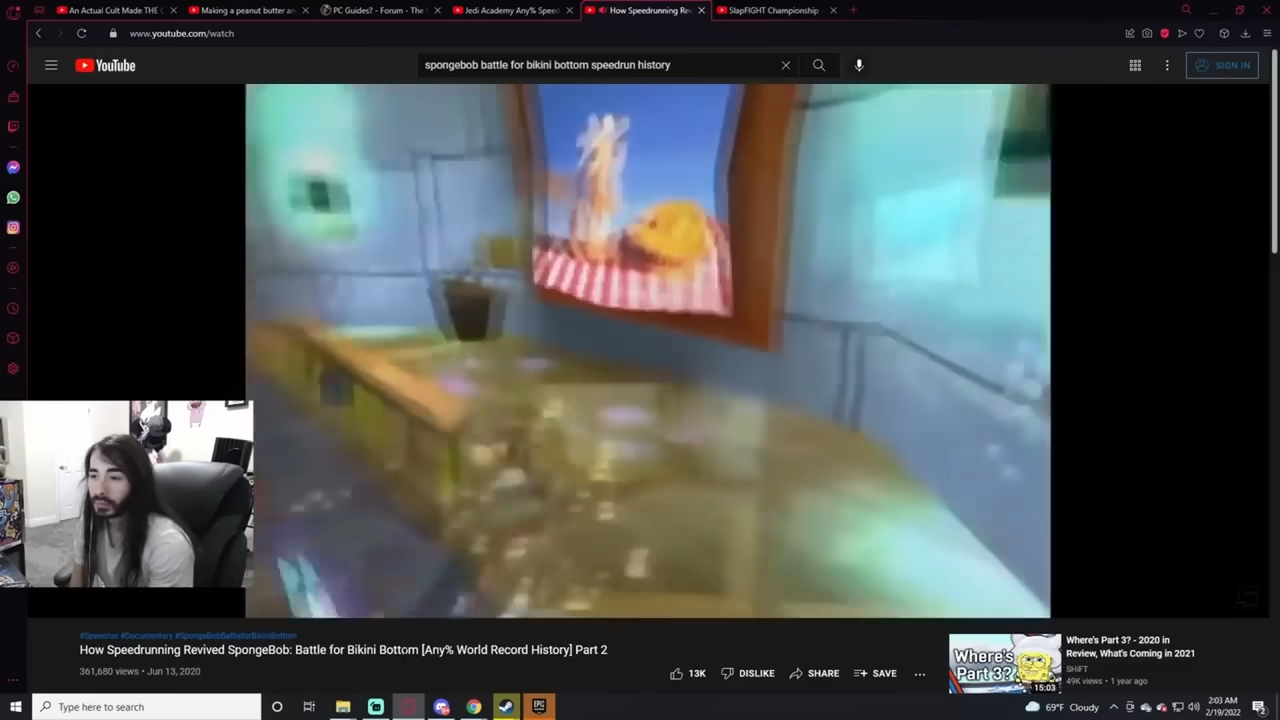 An Actual Cult Made THE
Making a peanut butter an
PC Guides? - Forum - The
Jedi Academy Any% Speed
How Speedrunning Rev
SlapFIGHT Championship
www.youtube.com/watch
YouTube
spongebob battle for bikini bottom speedrun history
SIGN IN
#Speedrun #Documentary #SpongeBobBattleforBikiniBottom
How Speedrunning Revived SpongeBob: Battle for Bikini Bottom [Any% World Record History] Part 2
361,680 views • Jun 13, 2020
13K
DISLIKE
SHARE
SAVE
Where's
Part 3?
15:03
Where's Part 3? - 2020 in
Review, What's Coming in 2021
SHIFT
49K views • 1 year ago
Type here to search
EPIC
69°F Cloudy
2:03 AM
2/19/2022
2